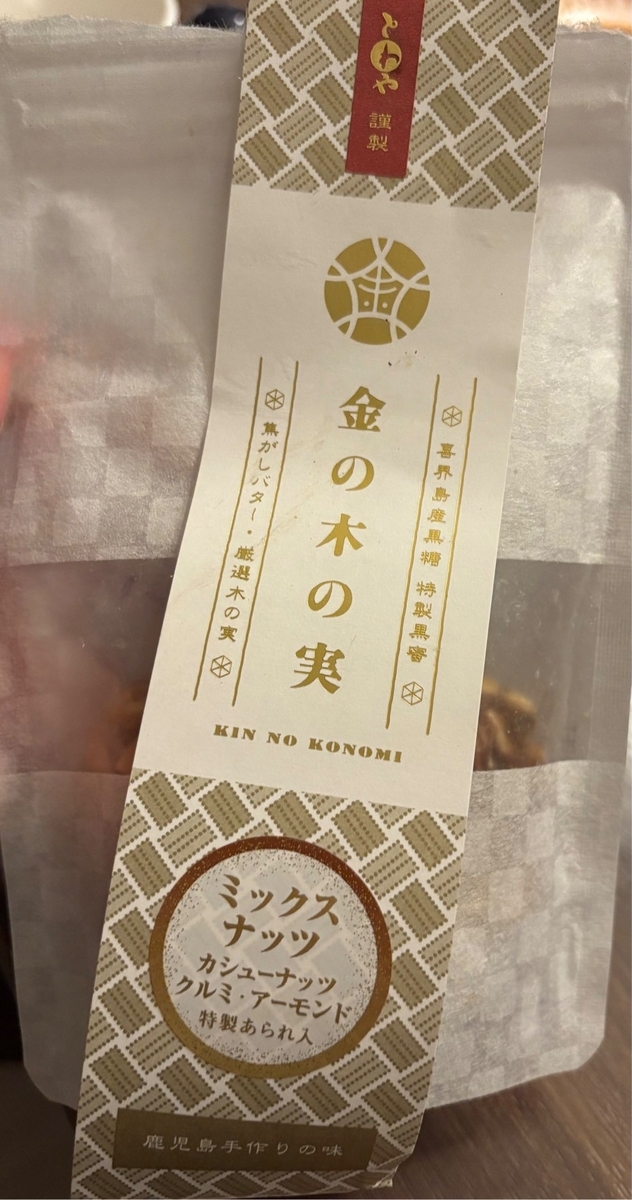 とわや
謹製
金の木の実
喜界島産黒糖 特製黒蜜
焦がしバター・厳選木の実
KIN NO KONOMI
ミックス
ナッツ
カシューナッツ
クルミ・アーモンド
特製あられ入
鹿児島手作りの味